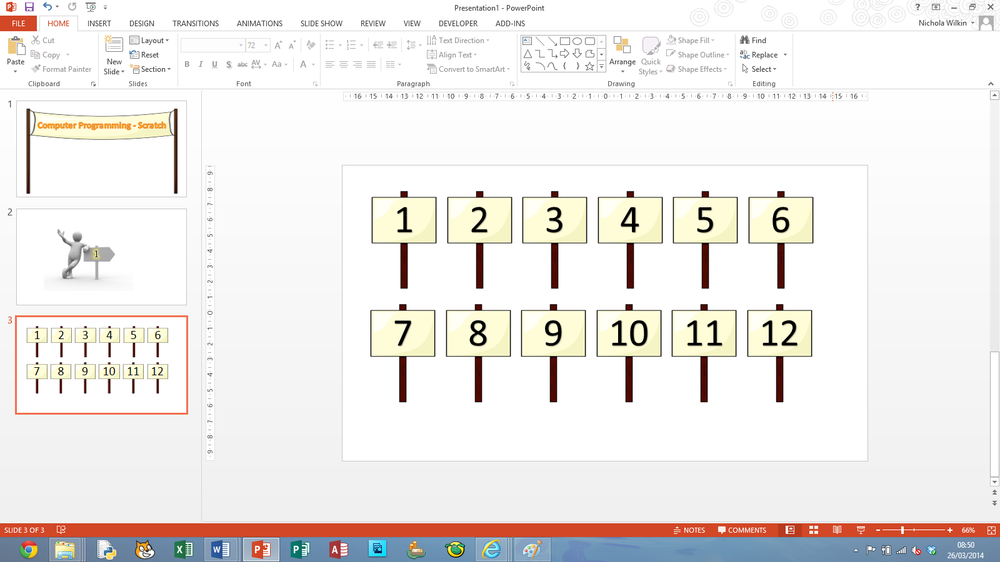 Presentation1 - PowerPoint
?
FILE HOME INSERT DESIGN TRANSITIONS ANIMATIONS SLIDE SHOW REVIEW VIEW DEVELOPER ADD-INS
Nichola Wilkin
Paste
Cut
Copy
Format Painter
Clipboard
New
Slide
Layout
Reset
Section
Slides
72
B I U S abc AV Aa A
Font
Text Direction
Align Text
Convert to SmartArt
Paragraph
Arrange
Quick
Styles
Shape Fill
Shape Outline
Shape Effects
Drawing
Find
Replace
Select
Editing
16 15 14 13 12 11 10 9 8 7 6 5 4 3 2 1 0 1 2 3 4 5 6 7 8 9 10 11 12 13 14 15 16
9 8 7 6 5 4 3 2 1 0 1 2 3 4 5 6 7 8 9
1
Computer Programming - Scratch
2
1
3
1 2 3 4 5 6
7 8 9 10 11 12
1 2 3 4 5 6
7 8 9 10 11 12
SLIDE 3 OF 3
NOTES
COMMENTS
66%
08:50
26/03/2014